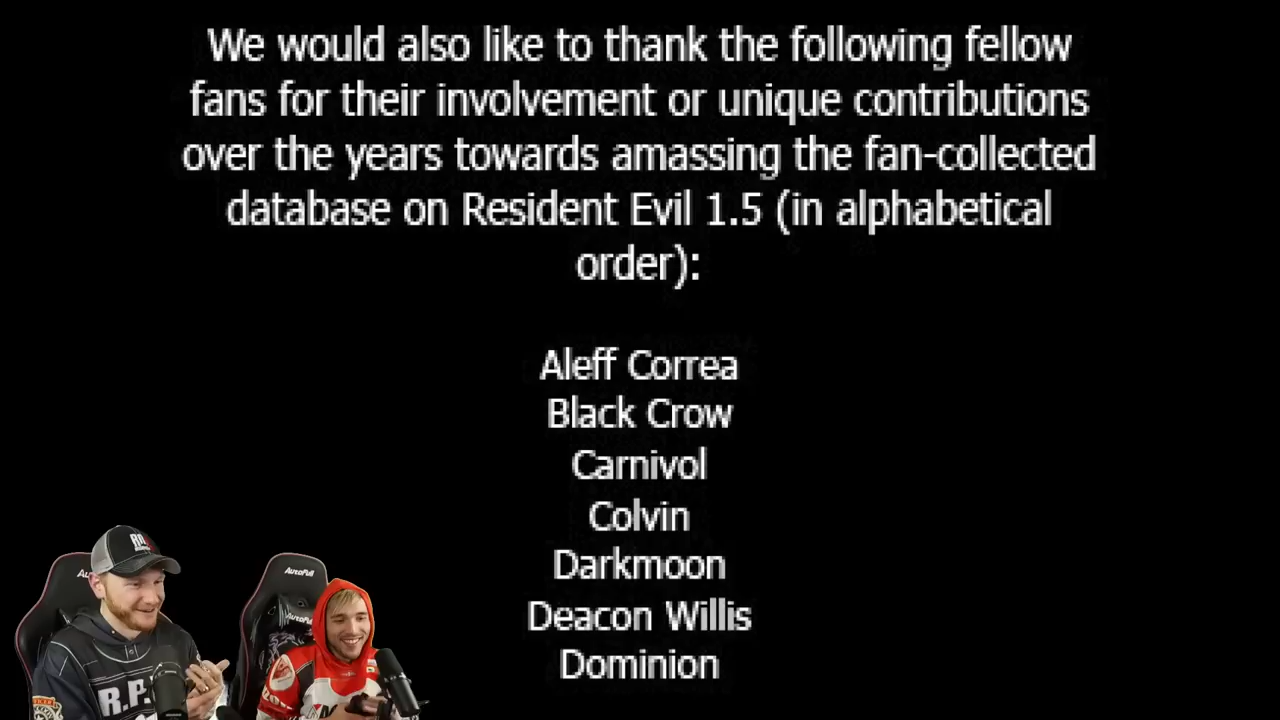 We would also like to thank the following fellow
fans for their involvement or unique contributions
over the years towards amassing the fan-collected
database on Resident Evil 1.5 (in alphabetical
order):
Aleff Correa
Black Crow
Carnivol
Colvin
Darkmoon
Deacon Willis
Dominion
AutoFull
AutoFull
R.P.